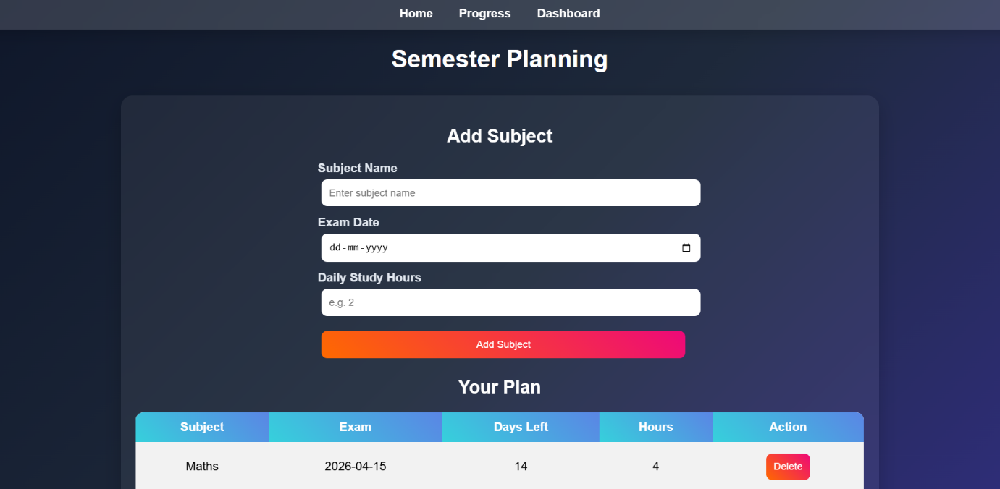 Home Progress Dashboard
Semester Planning
Add Subject
Subject Name
Enter subject name
Exam Date
dd-mm-yyyy
Daily Study Hours
e.g. 2
Add Subject
Your Plan
Subject Exam Days Left Hours Action
Maths 2026-04-15 14 4 Delete